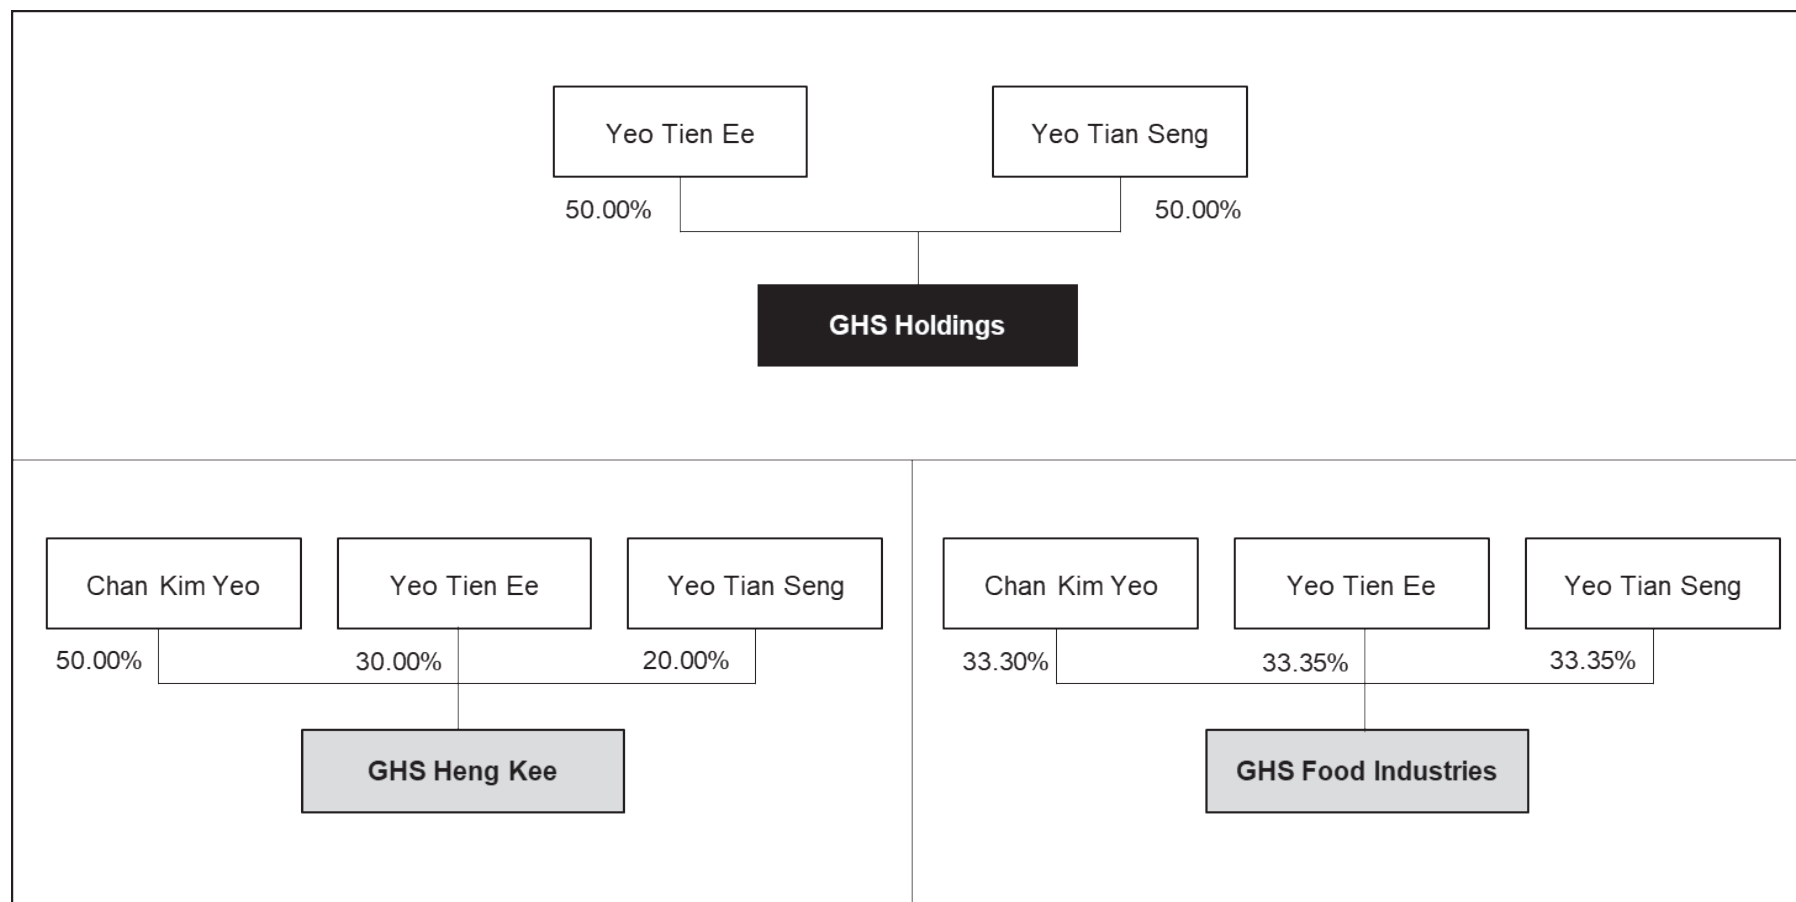 Yeo Tien Ee
Yeo Tian Seng
50.00%
50.00%
GHS Holdings
Chan Kim Yeo
Yeo Tien Ee
Yeo Tian Seng
50.00%
30.00%
20.00%
GHS Heng Kee
Chan Kim Yeo
Yeo Tien Ee
Yeo Tian Seng
33.30%
33.35%
33.35%
GHS Food Industries